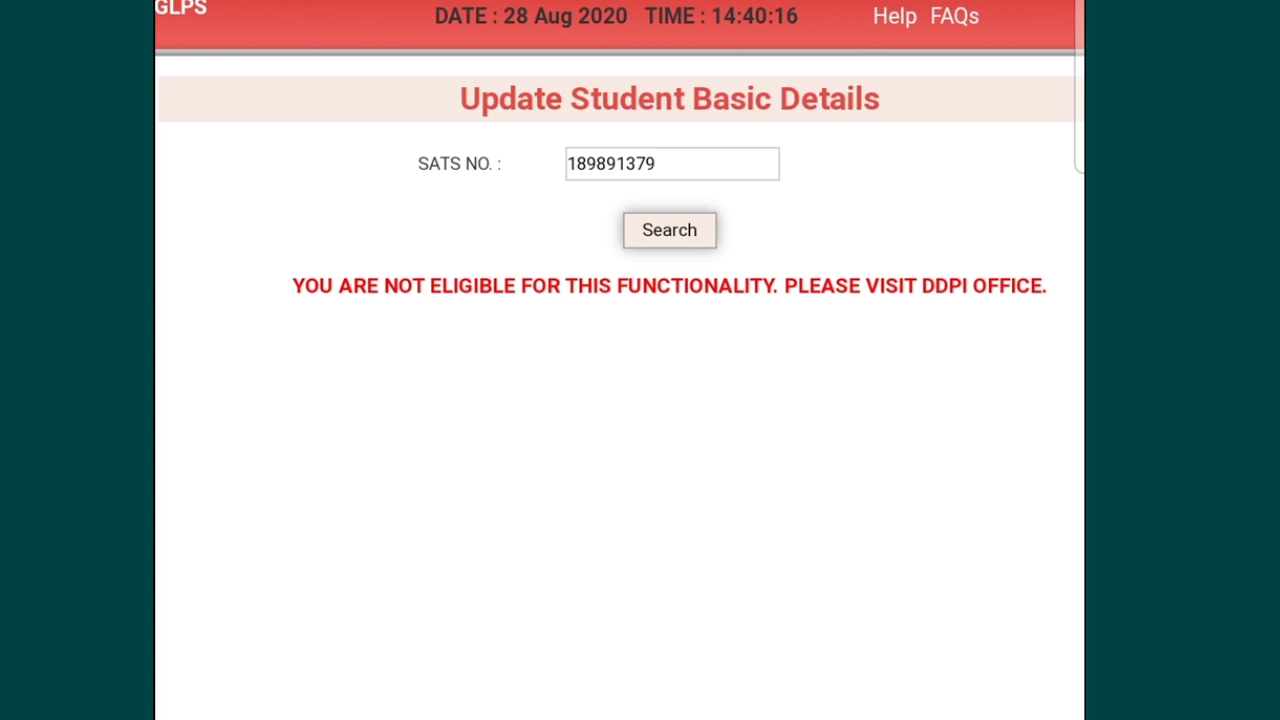 GLPS DATE : 28 Aug 2020 TIME : 14:40:16 Help FAQs
Update Student Basic Details
SATS NO. : 189891379
Search
YOU ARE NOT ELIGIBLE FOR THIS FUNCTIONALITY. PLEASE VISIT DDPI OFFICE.